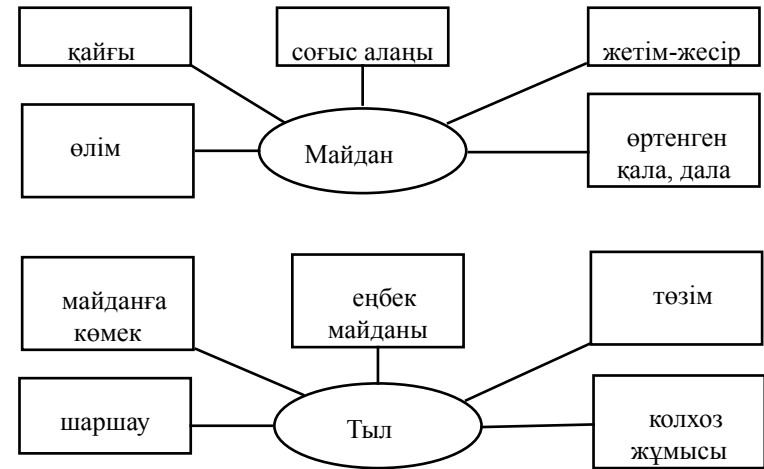 қайғы
соғыс алаңы
жетім-жесір
өлім
Майдан
өртенген
қала, дала
майданға
көмек
еңбек
майданы
төзім
шаршау
Тыл
колхоз
жұмысы